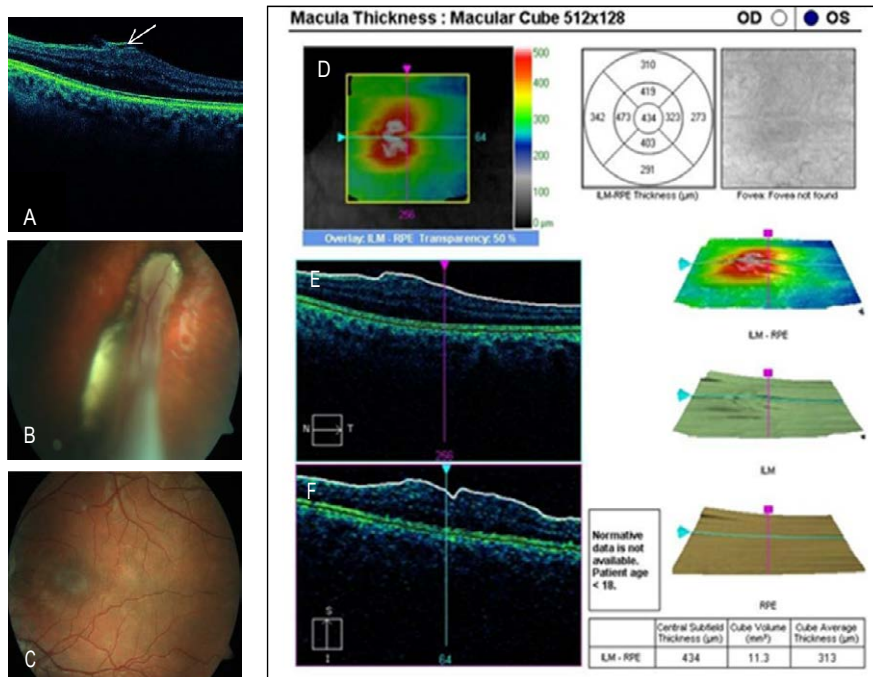 A
B
C
Macula Thickness : Macular Cube 512x128
OD OS
D
64
256
500
400
300
200
100
0 µm
Overlay: ILM - RPE Transparency: 50 %
310
419
342 473 434 323 273
403
291
ILM-RPE Thickness (µm)
Fovea: Fovea not found
E
N T
256
ILM - RPE
ILM
F
S
I
64
Normative
data is not
available.
Patient age
< 18.
RPE
Central Subfield
Thickness (µm)
Cube Volume
(mm³)
Cube Average
Thickness (µm)
ILM - RPE 434 11.3 313